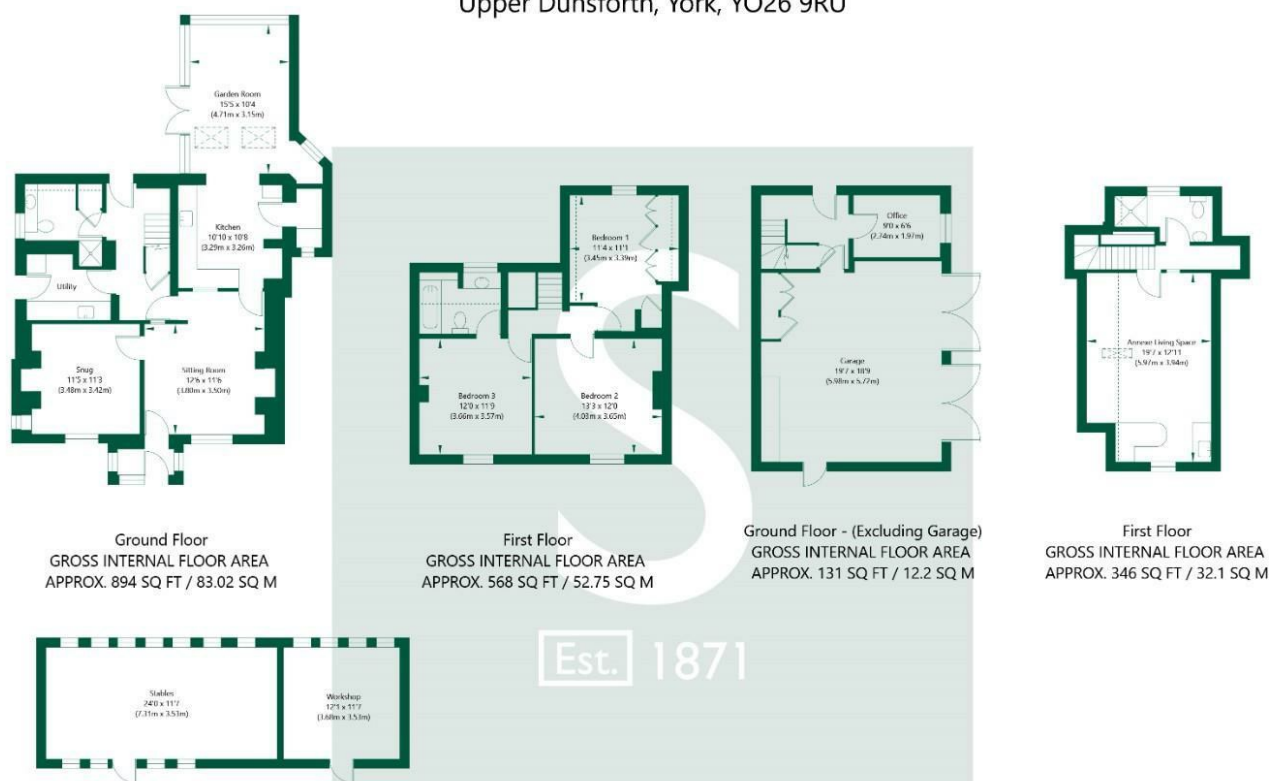 Upper Dunsforth, York, YO26 9RU
Garden Room
15'5 x 10'4
(4.71m x 3.15m)
Kitchen
10'10 x 10'8
(3.29m x 3.26m)
Utility
Snug
11'5 x 11'3
(3.48m x 3.42m)
Sitting Room
12'6 x 11'6
(3.80m x 3.50m)
Ground Floor
GROSS INTERNAL FLOOR AREA
APPROX. 894 SQ FT / 83.02 SQ M
Bedroom 1
11'4 x 11'1
(3.45m x 3.39m)
Bedroom 3
12'0 x 11'9
(3.66m x 3.57m)
Bedroom 2
13'3 x 12'0
(4.03m x 3.65m)
First Floor
GROSS INTERNAL FLOOR AREA
APPROX. 568 SQ FT / 52.75 SQ M
Office
9'0 x 6'6
(2.74m x 1.97m)
Garage
19'7 x 18'9
(5.98m x 5.72m)
Ground Floor - (Excluding Garage)
GROSS INTERNAL FLOOR AREA
APPROX. 131 SQ FT / 12.2 SQ M
Annexe Living Space
19'7 x 12'11
(5.97m x 3.94m)
First Floor
GROSS INTERNAL FLOOR AREA
APPROX. 346 SQ FT / 32.1 SQ M
S
Est. 1871
Stables
24'0 x 11'7
(7.31m x 3.53m)
Workshop
12'1 x 11'7
(3.68m x 3.53m)